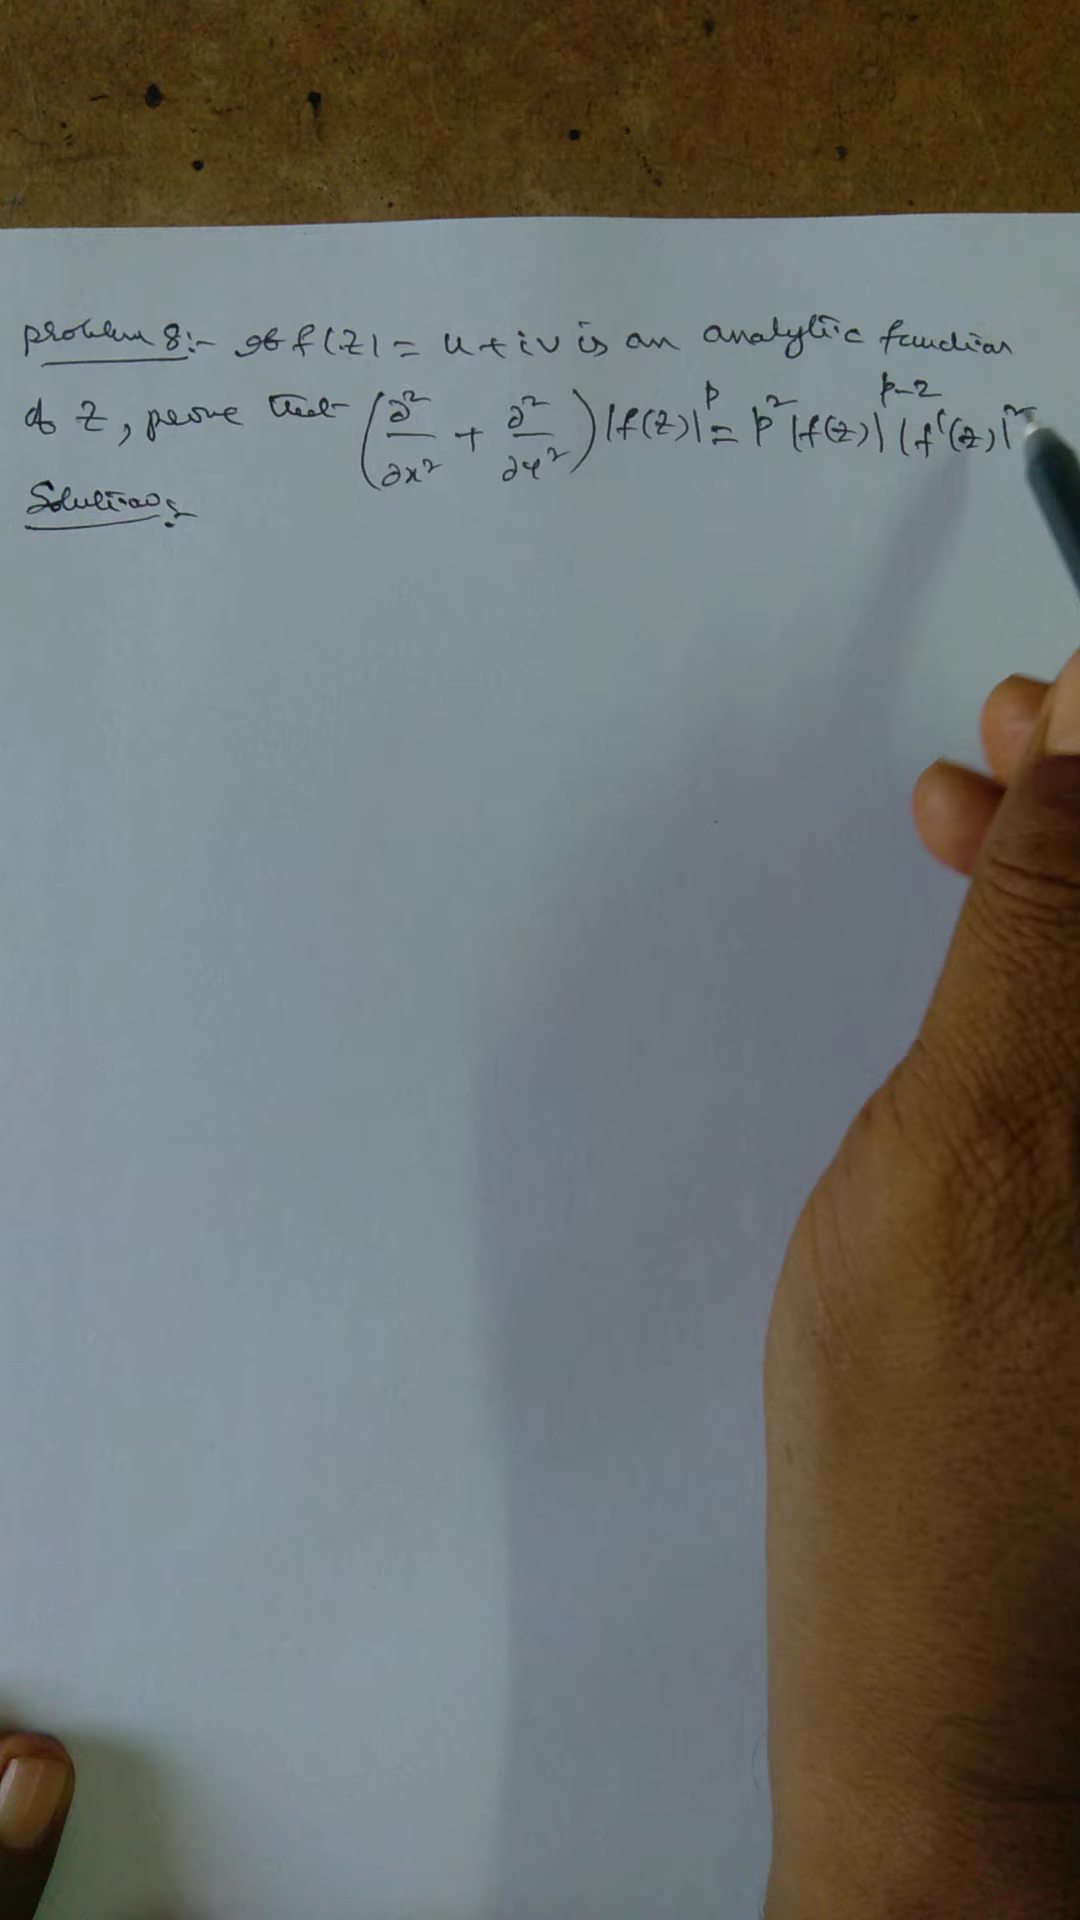 problem 8:- If f(z) = u + iv is an analytic function
of z, prove that (∂²/∂x² + ∂²/∂y²) |f(z)|^p = p² |f(z)|^(p-2) |f'(z)|²
Solution: